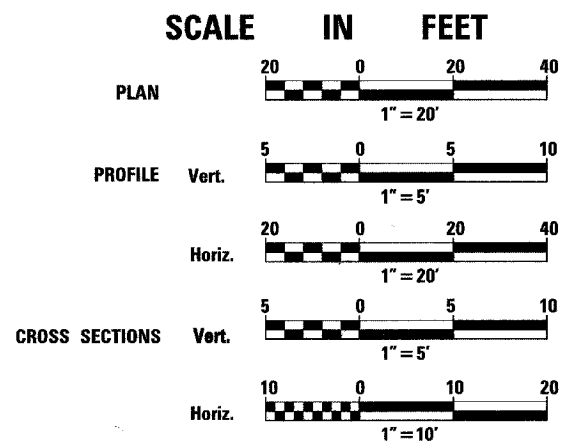 SCALE IN FEET
20 0 20 40
PLAN
1" = 20'
5 0 5 10
PROFILE Vert.
1" = 5'
20 0 20 40
Horiz.
1" = 20'
5 0 5 10
CROSS SECTIONS Vert.
1" = 5'
10 0 10 20
Horiz.
1" = 10'